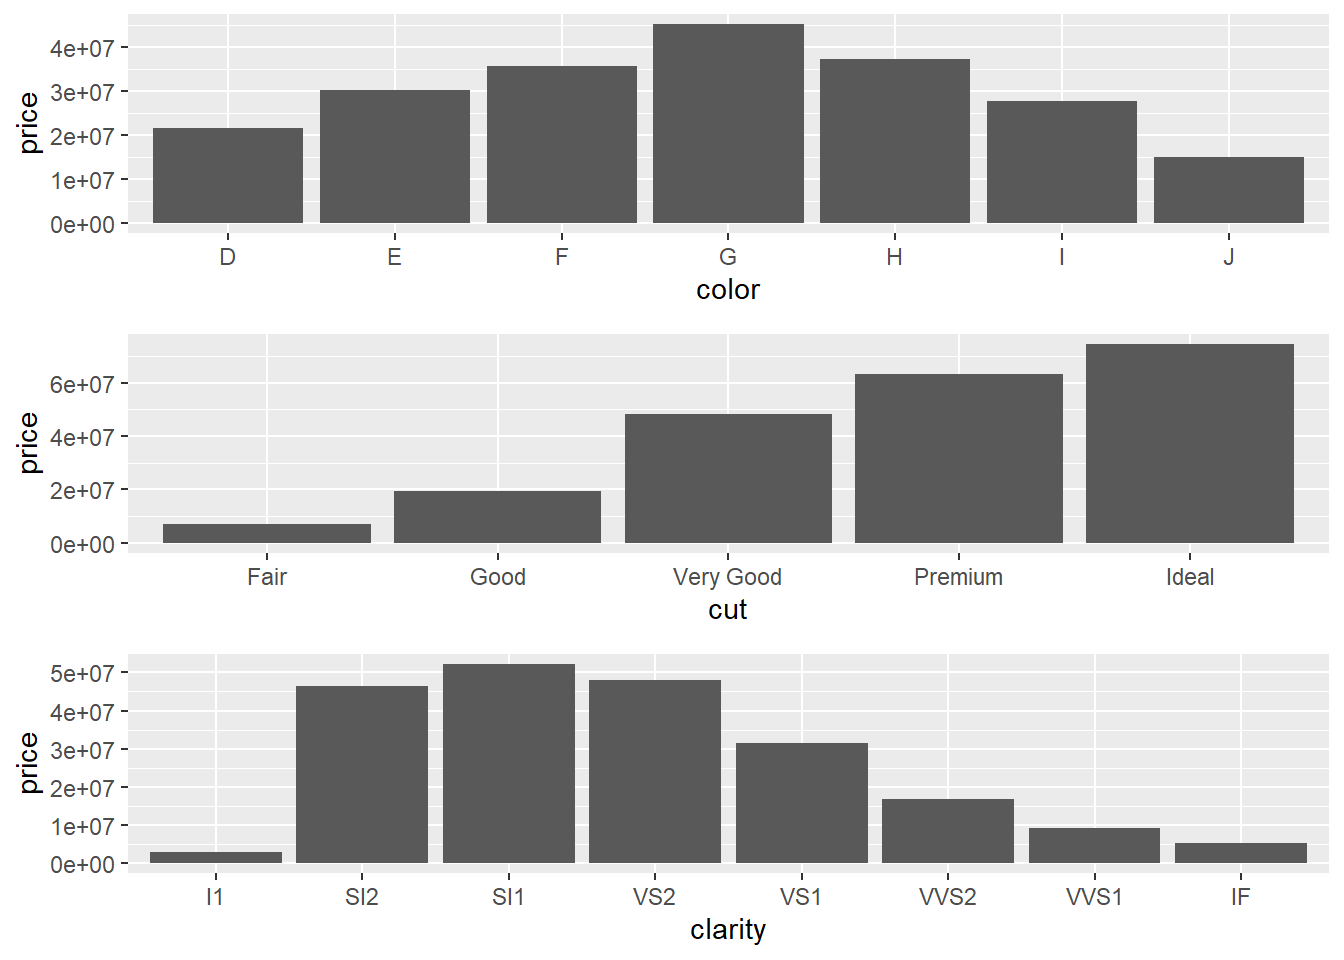 price
4e+07
3e+07
2e+07
1e+07
0e+00
D E F G H I J
color
price
6e+07
4e+07
2e+07
0e+00
Fair Good Very Good Premium Ideal
cut
price
5e+07
4e+07
3e+07
2e+07
1e+07
0e+00
I1 SI2 SI1 VS2 VS1 VVS2 VVS1 IF
clarity